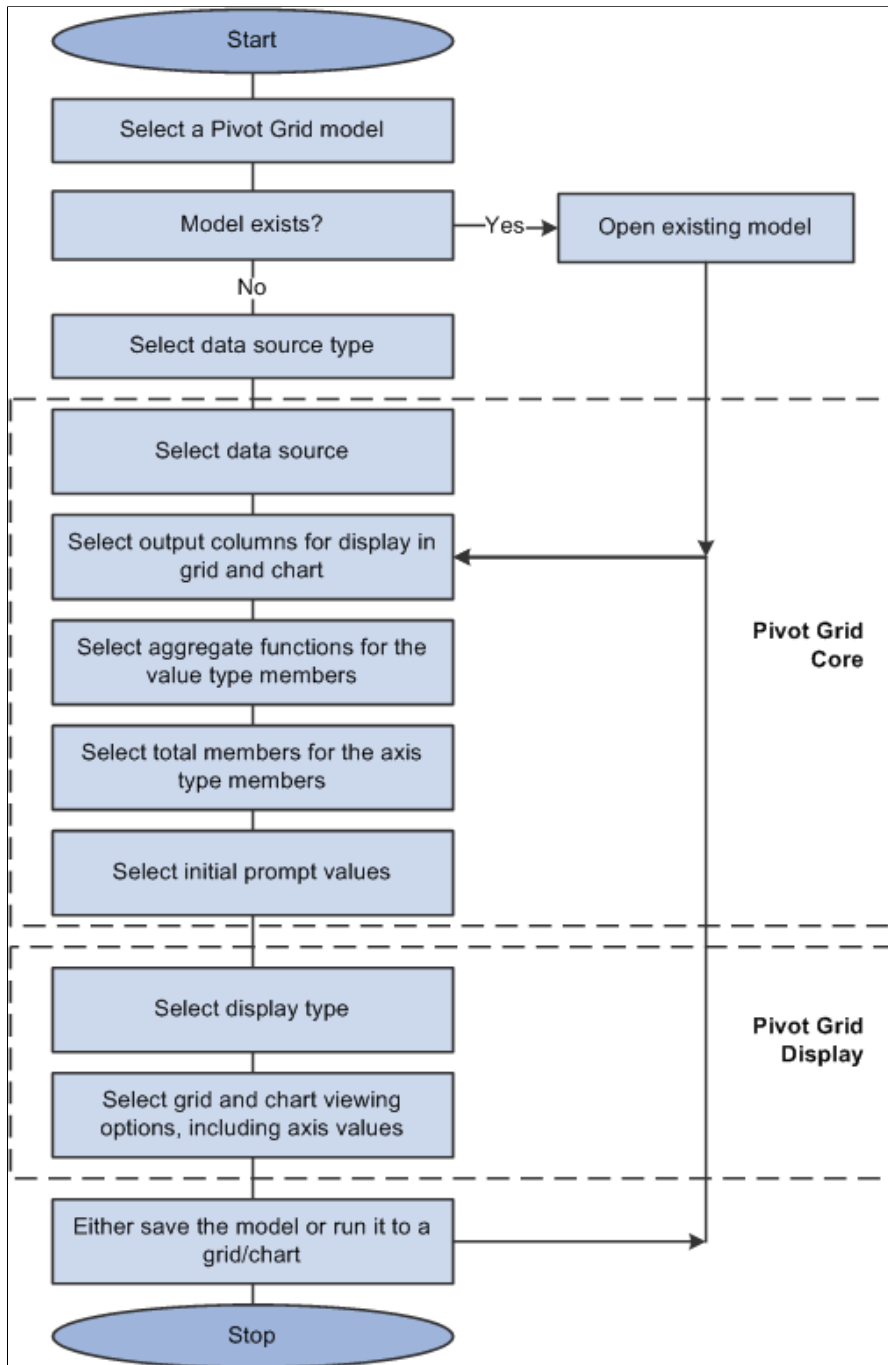 Start
Select a Pivot Grid model
Model exists?
Yes
Open existing model
No
Select data source type
Select data source
Select output columns for display in
grid and chart
Select aggregate functions for the
value type members
Pivot Grid
Core
Select total members for the axis
type members
Select initial prompt values
Select display type
Pivot Grid
Display
Select grid and chart viewing
options, including axis values
Either save the model or run it to a
grid/chart
Stop